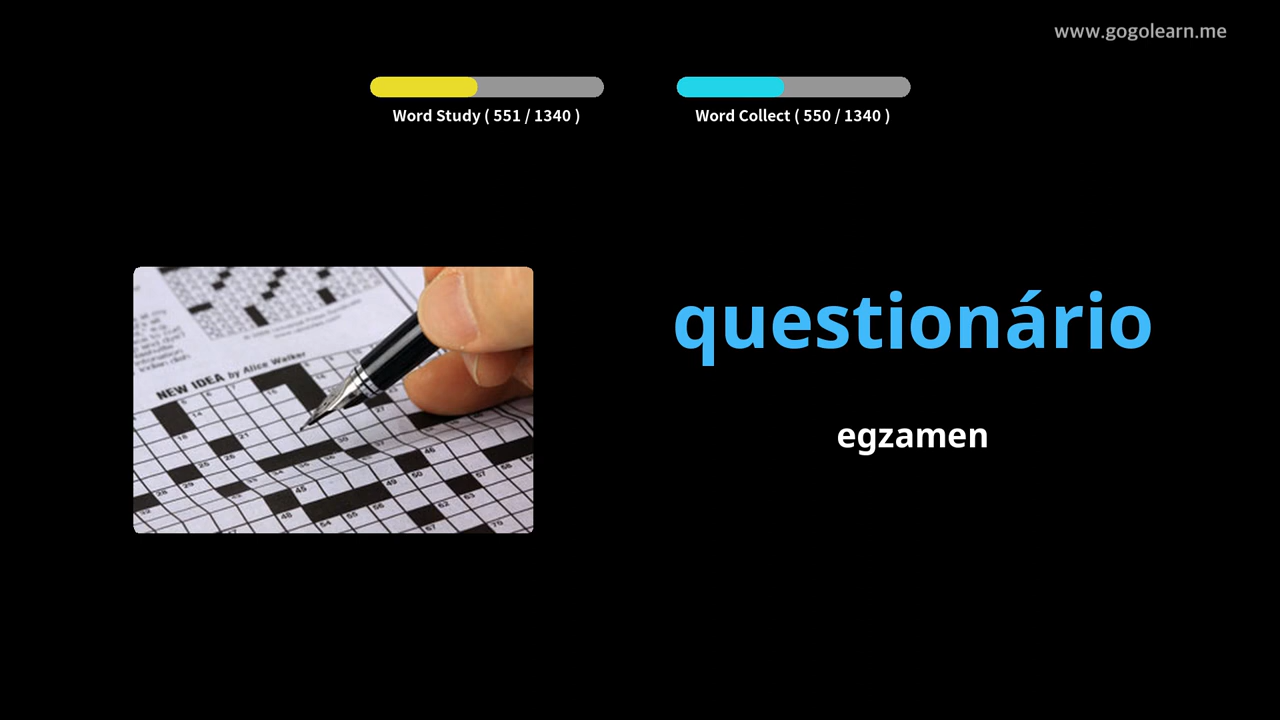 www.gogolearn.me
Word Study ( 551 / 1340 )
Word Collect ( 550 / 1340 )
NEW IDEA by Alice Walker
questionário
egzamen